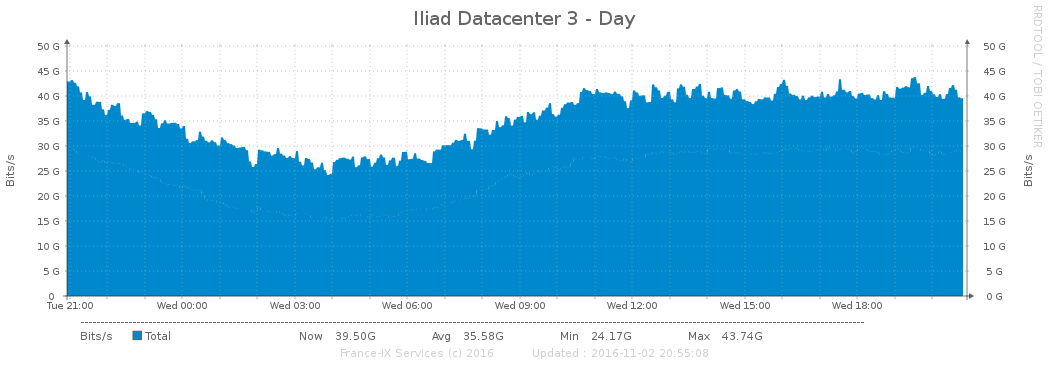 Iliad Datacenter 3 - Day
RRDTOOL / TOBI OETIKER
Bits/s
50 G 50 G
45 G 45 G
40 G 40 G
35 G 35 G
30 G 30 G
25 G 25 G
20 G 20 G
15 G 15 G
10 G 10 G
5 G 5 G
0 0 G
Bits/s
Tue 21:00 Wed 00:00 Wed 03:00 Wed 06:00 Wed 09:00 Wed 12:00 Wed 15:00 Wed 18:00
Bits/s Total Now 39.50G Avg 35.58G Min 24.17G Max 43.74G
France-IX Services (c) 2016 Updated : 2016-11-02 20:55:08